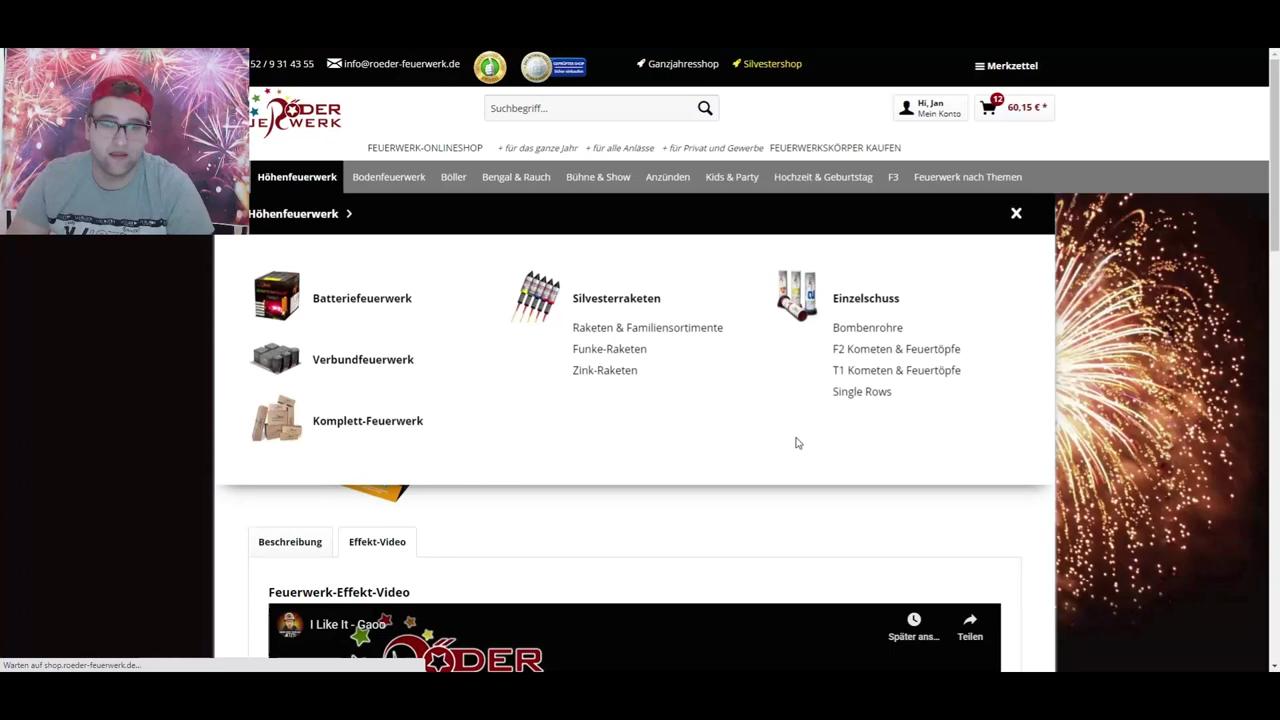 52 / 9 31 43 55
info@roeder-feuerwerk.de
Ganzjahresshop
Silvestershop
Merkzettel
RÖDER
Suchbegriff...
Hi, Jan
Mein Konto
12
60,15 € *
FEUERWERK-ONLINESHOP + für das ganze Jahr + für alle Anlässe + für Privat und Gewerbe FEUERWERKSKÖRPER KAUFEN
Höhenfeuerwerk Bodenfeuerwerk Böller Bengal & Rauch Bühne & Show Anzünden Kids & Party Hochzeit & Geburtstag F3 Feuerwerk nach Themen
Höhenfeuerwerk
Batteriefeuerwerk
Verbundfeuerwerk
Komplett-Feuerwerk
Silvesterraketen
Raketen & Familiensortimente
Funke-Raketen
Zink-Raketen
Einzelschuss
Bombenrohre
F2 Kometen & Feuertöpfe
T1 Kometen & Feuertöpfe
Single Rows
Beschreibung
Effekt-Video
Feuerwerk-Effekt-Video
I Like It - Gaoo
Später ans...
Teilen
RÖDER
Warten auf shop.roeder-feuerwerk.de...